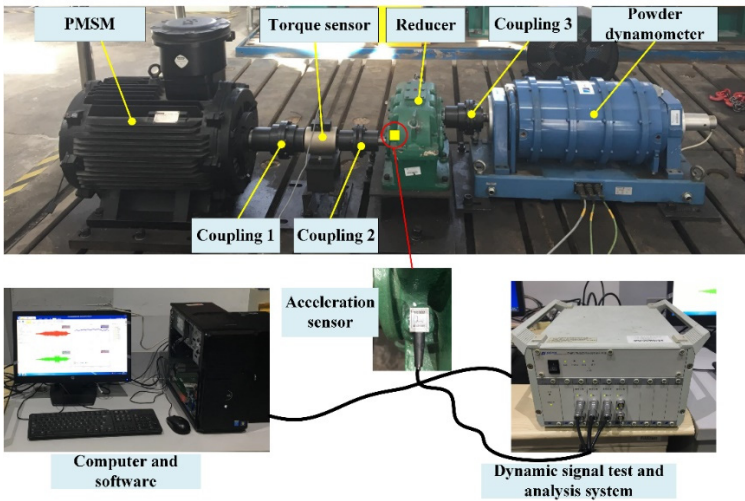 PMSM
Torque sensor
Reducer
Coupling 3
Powder
dynamometer
Coupling 1
Coupling 2
Acceleration
sensor
Computer and
software
Dynamic signal test and
analysis system